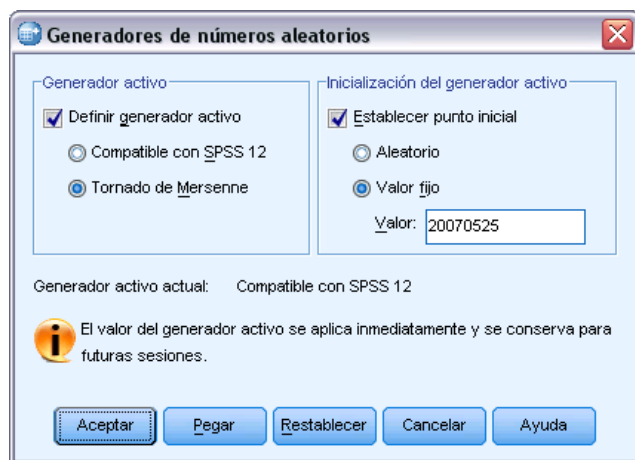 Generadores de números aleatorios
Generador activo
Definir generador activo
Compatible con SPSS 12
Tornado de Mersenne
Inicialización del generador activo
Establecer punto inicial
Aleatorio
Valor fijo
Valor: 20070525
Generador activo actual: Compatible con SPSS 12
El valor del generador activo se aplica inmediatamente y se conserva para
futuras sesiones.
Aceptar Pegar Restablecer Cancelar Ayuda